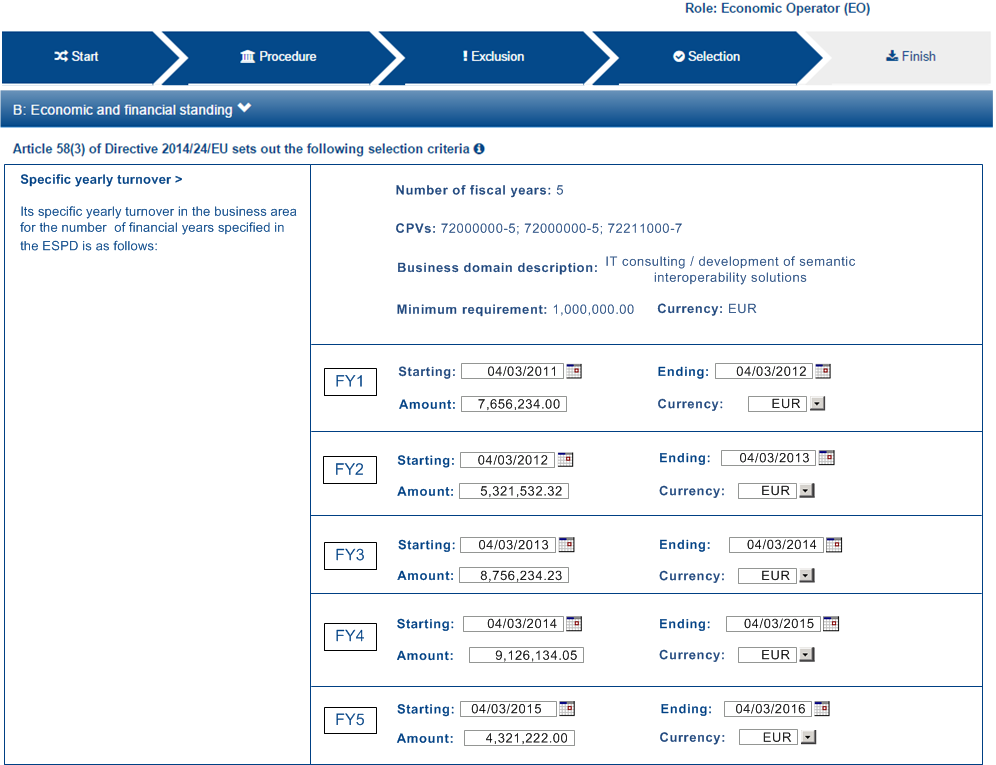 Role: Economic Operator (EO)
Start
Procedure
Exclusion
Selection
Finish
B: Economic and financial standing
Article 58(3) of Directive 2014/24/EU sets out the following selection criteria
Specific yearly turnover >
Its specific yearly turnover in the business area
for the number of financial years specified in
the ESPD is as follows:
Number of fiscal years: 5
CPVs: 72000000-5; 72000000-5; 72211000-7
Business domain description: IT consulting / development of semantic
interoperability solutions
Minimum requirement: 1,000,000.00 Currency: EUR
FY1
Starting: 04/03/2011 Ending: 04/03/2012
Amount: 7,656,234.00 Currency: EUR
FY2
Starting: 04/03/2012 Ending: 04/03/2013
Amount: 5,321,532.32 Currency: EUR
FY3
Starting: 04/03/2013 Ending: 04/03/2014
Amount: 8,756,234.23 Currency: EUR
FY4
Starting: 04/03/2014 Ending: 04/03/2015
Amount: 9,126,134.05 Currency: EUR
FY5
Starting: 04/03/2015 Ending: 04/03/2016
Amount: 4,321,222.00 Currency: EUR